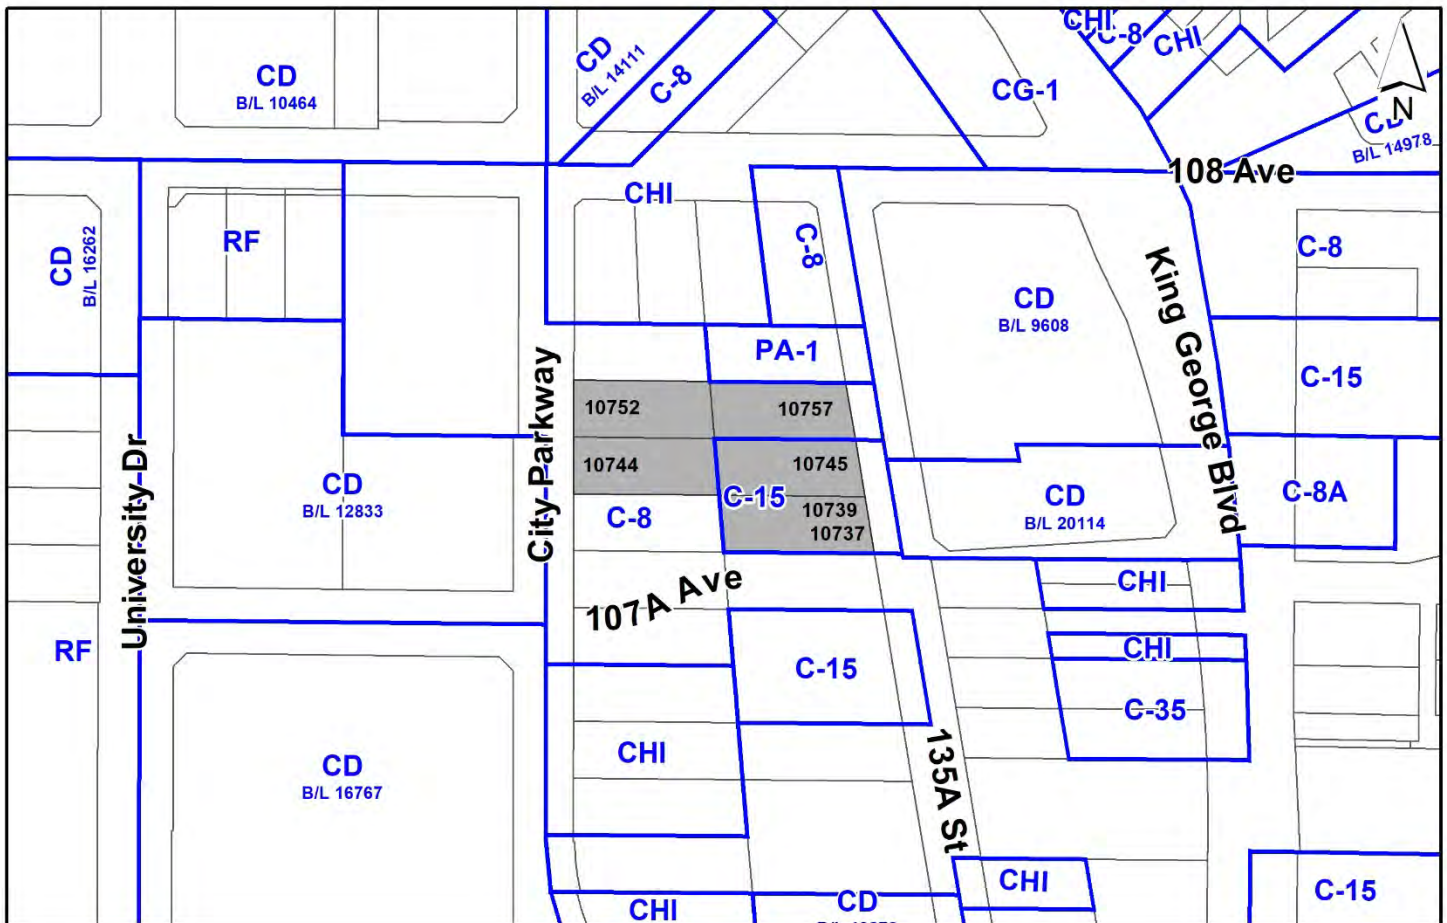 CHI
C-8
CHI
CD
B/L 14111
C-8
CD
B/L 10464
CG-1
N
B/L 14978
108 Ave
CHI
CD
B/L 16262
RF
C-8
C-8
King George Blvd
CD
B/L 9608
PA-1
C-15
City Parkway
10752
10757
University Dr
10744
10745
C-15
CD
B/L 12833
C-8
10739
10737
CD
B/L 20114
C-8A
107A Ave
CHI
RF
CHI
C-15
C-35
CHI
135A St
CD
B/L 16767
CHI
C-15
CHI
CD